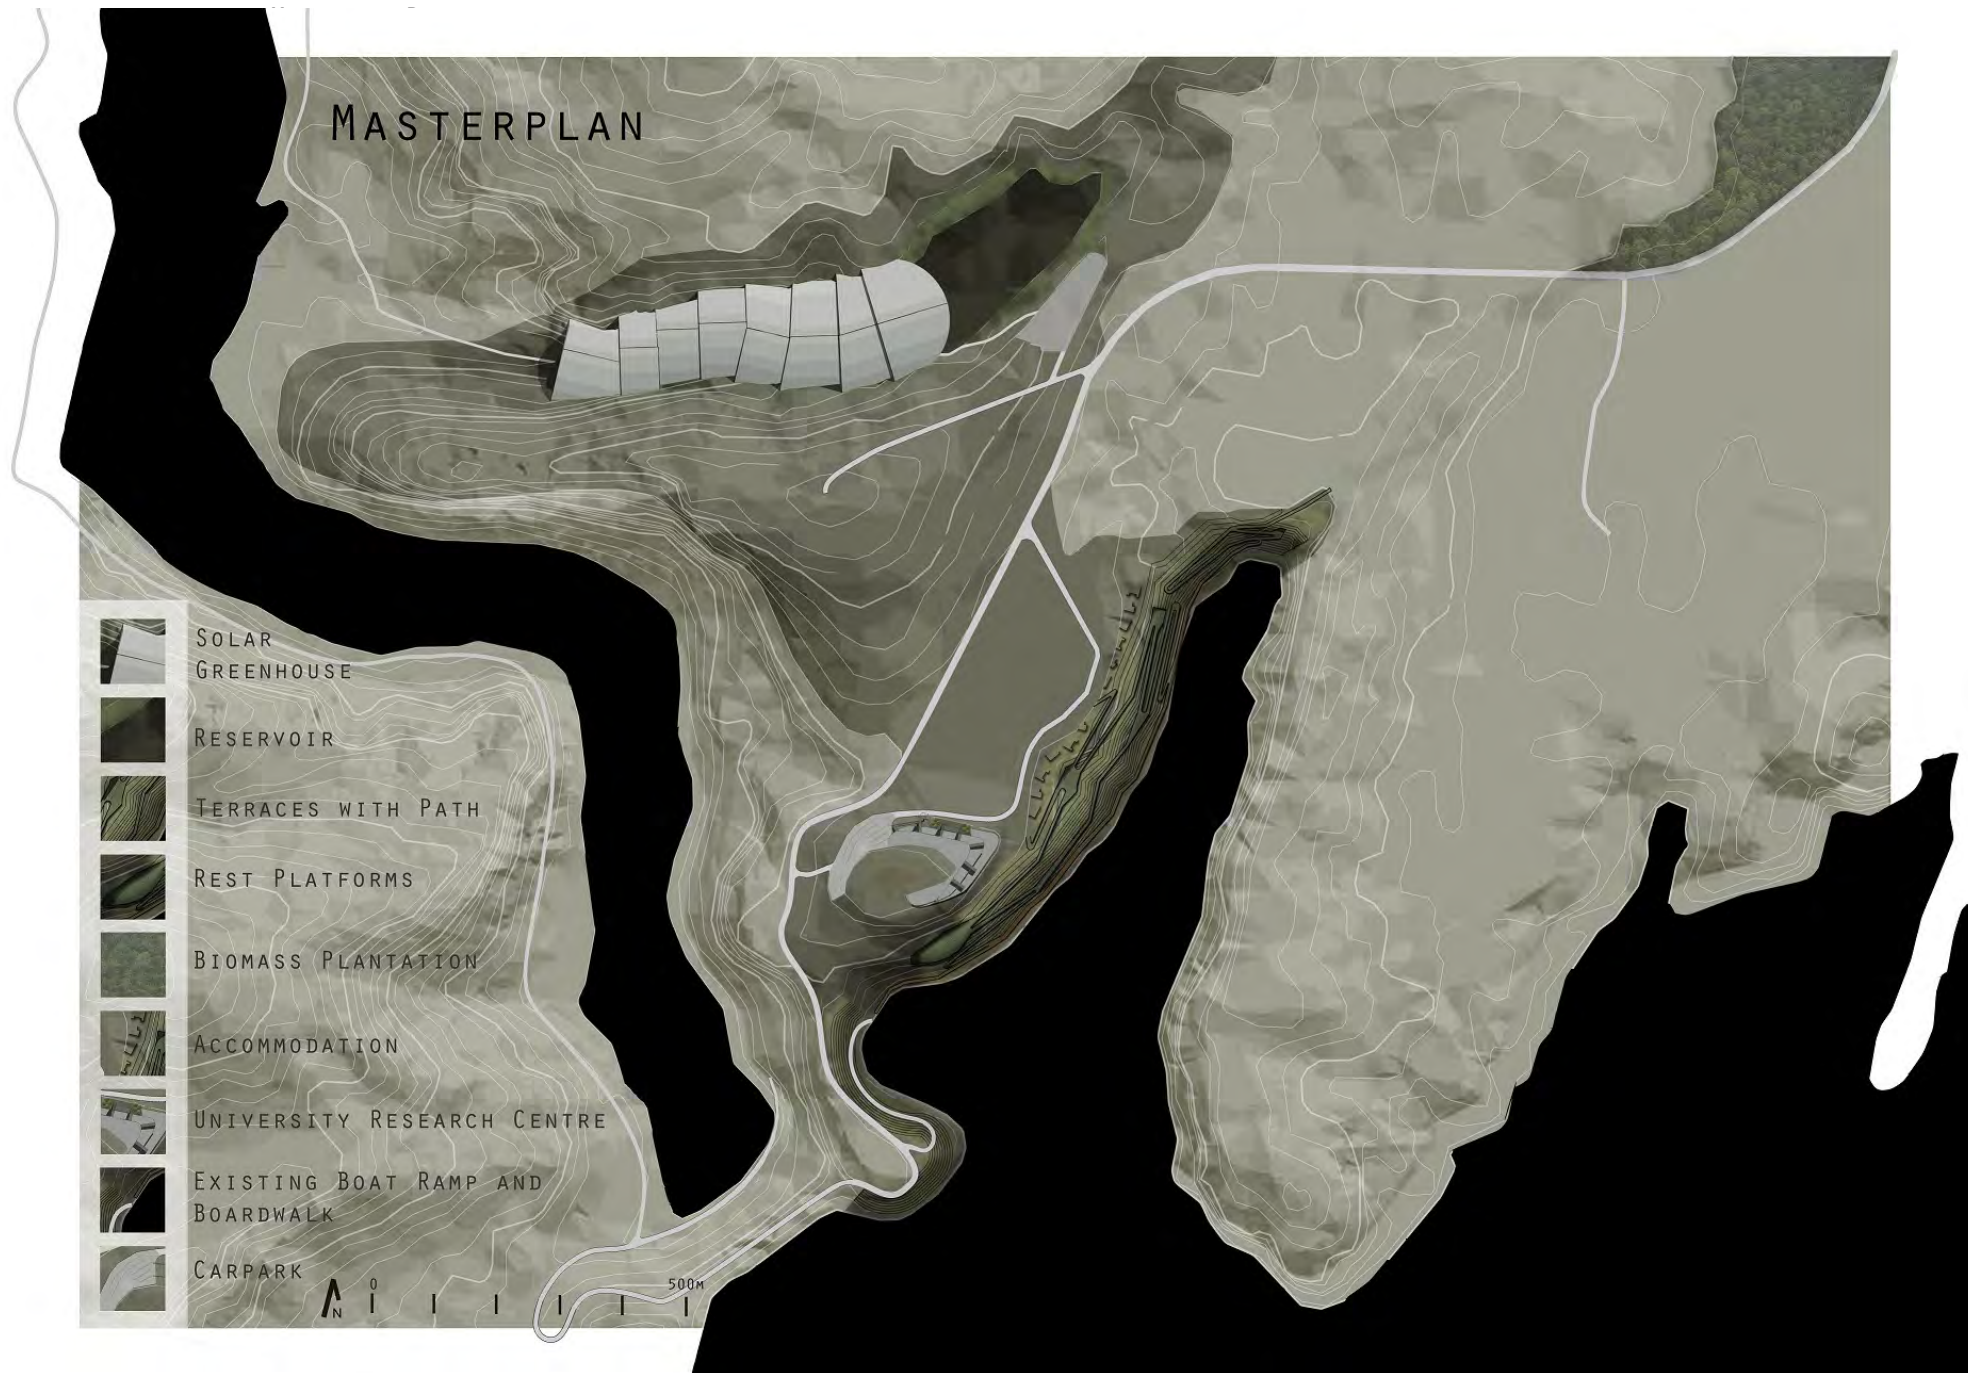 MASTERPLAN
SOLAR
GREENHOUSE
RESERVOIR
TERRACES WITH PATH
REST PLATFORMS
BIOMASS PLANTATION
ACCOMMODATION
UNIVERSITY RESEARCH CENTRE
EXISTING BOAT RAMP AND
BOARDWALK
CARPARK
N
0
500M